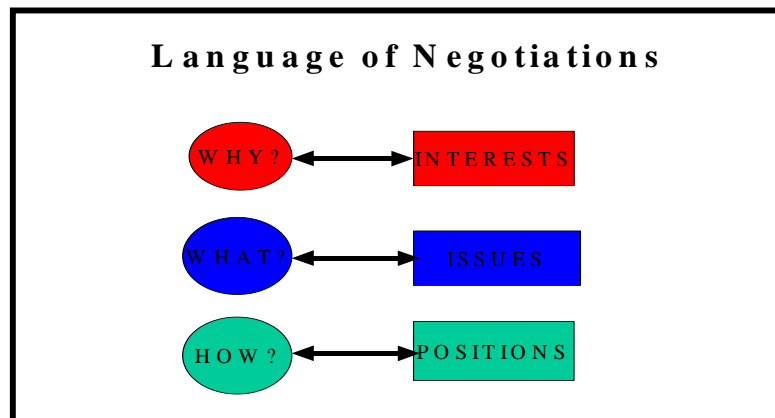 Language of Negotiations
WHY? INTERESTS
WHAT? ISSUES
HOW? POSITIONS